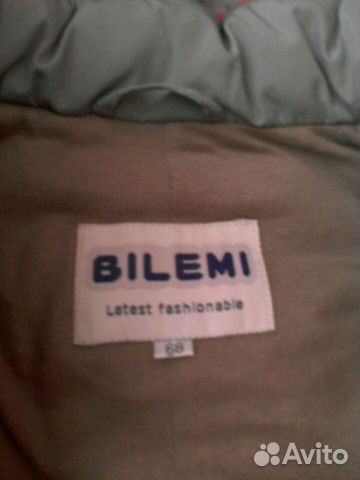 BILEMI
Latest fashionable
68
Avito